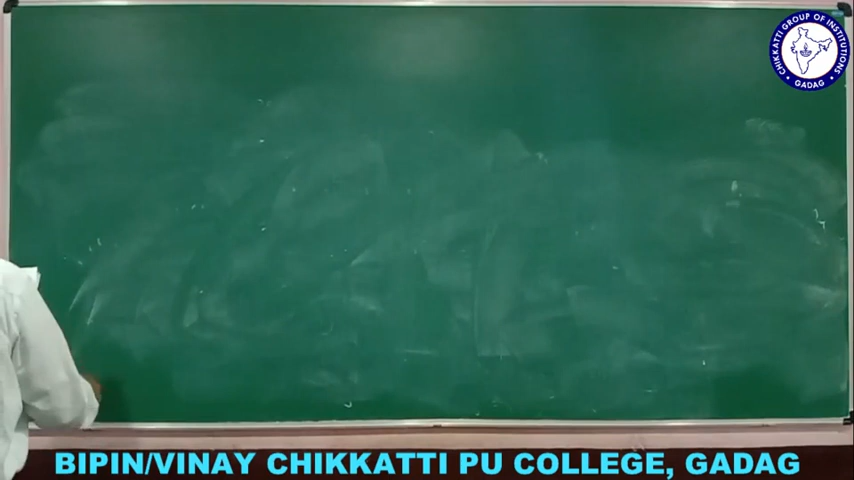 CHIKKATTI GROUP OF INSTITUTIONS
• GADAG •
BIPIN/VINAY CHIKKATTI PU COLLEGE, GADAG